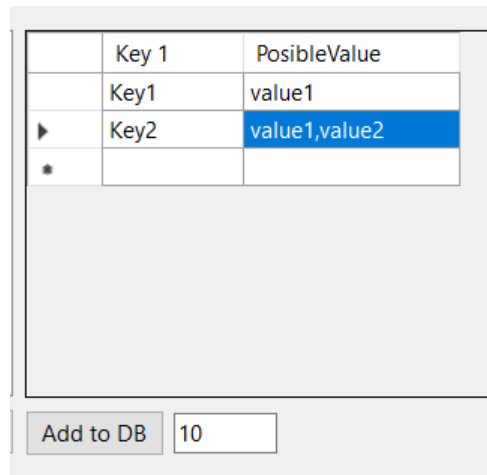 Key 1 PosibleValue
Key1 value1
Key2 value1,value2
Add to DB 10